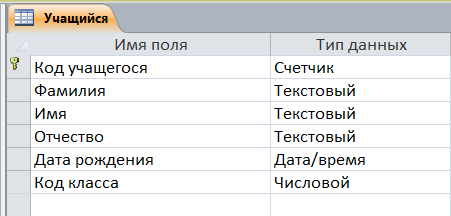 Учащийся
Имя поля Тип данных
Код учащегося Счетчик
Фамилия Текстовый
Имя Текстовый
Отчество Текстовый
Дата рождения Дата/время
Код класса Числовой